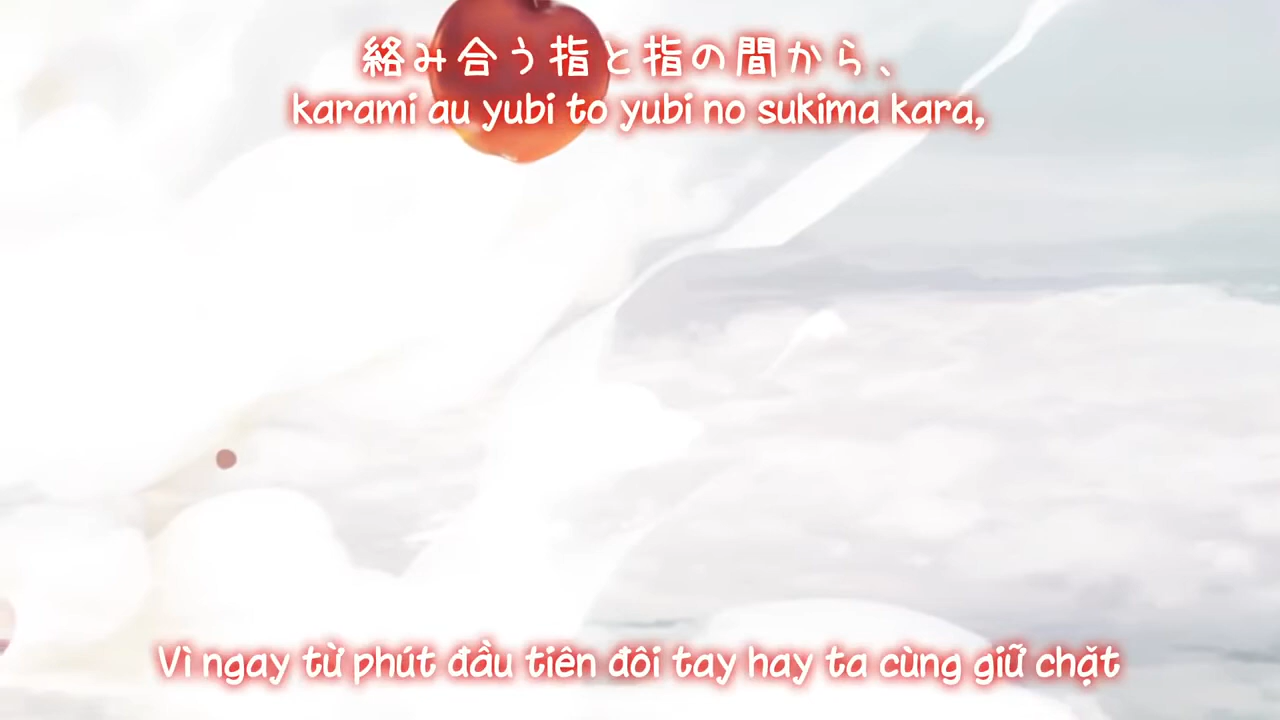 絡み合う指と指の間から、
karami au yubi to yubi no sukima kara,
Vì ngay từ phút đầu tiên đôi tay hay ta cùng giữ chặt